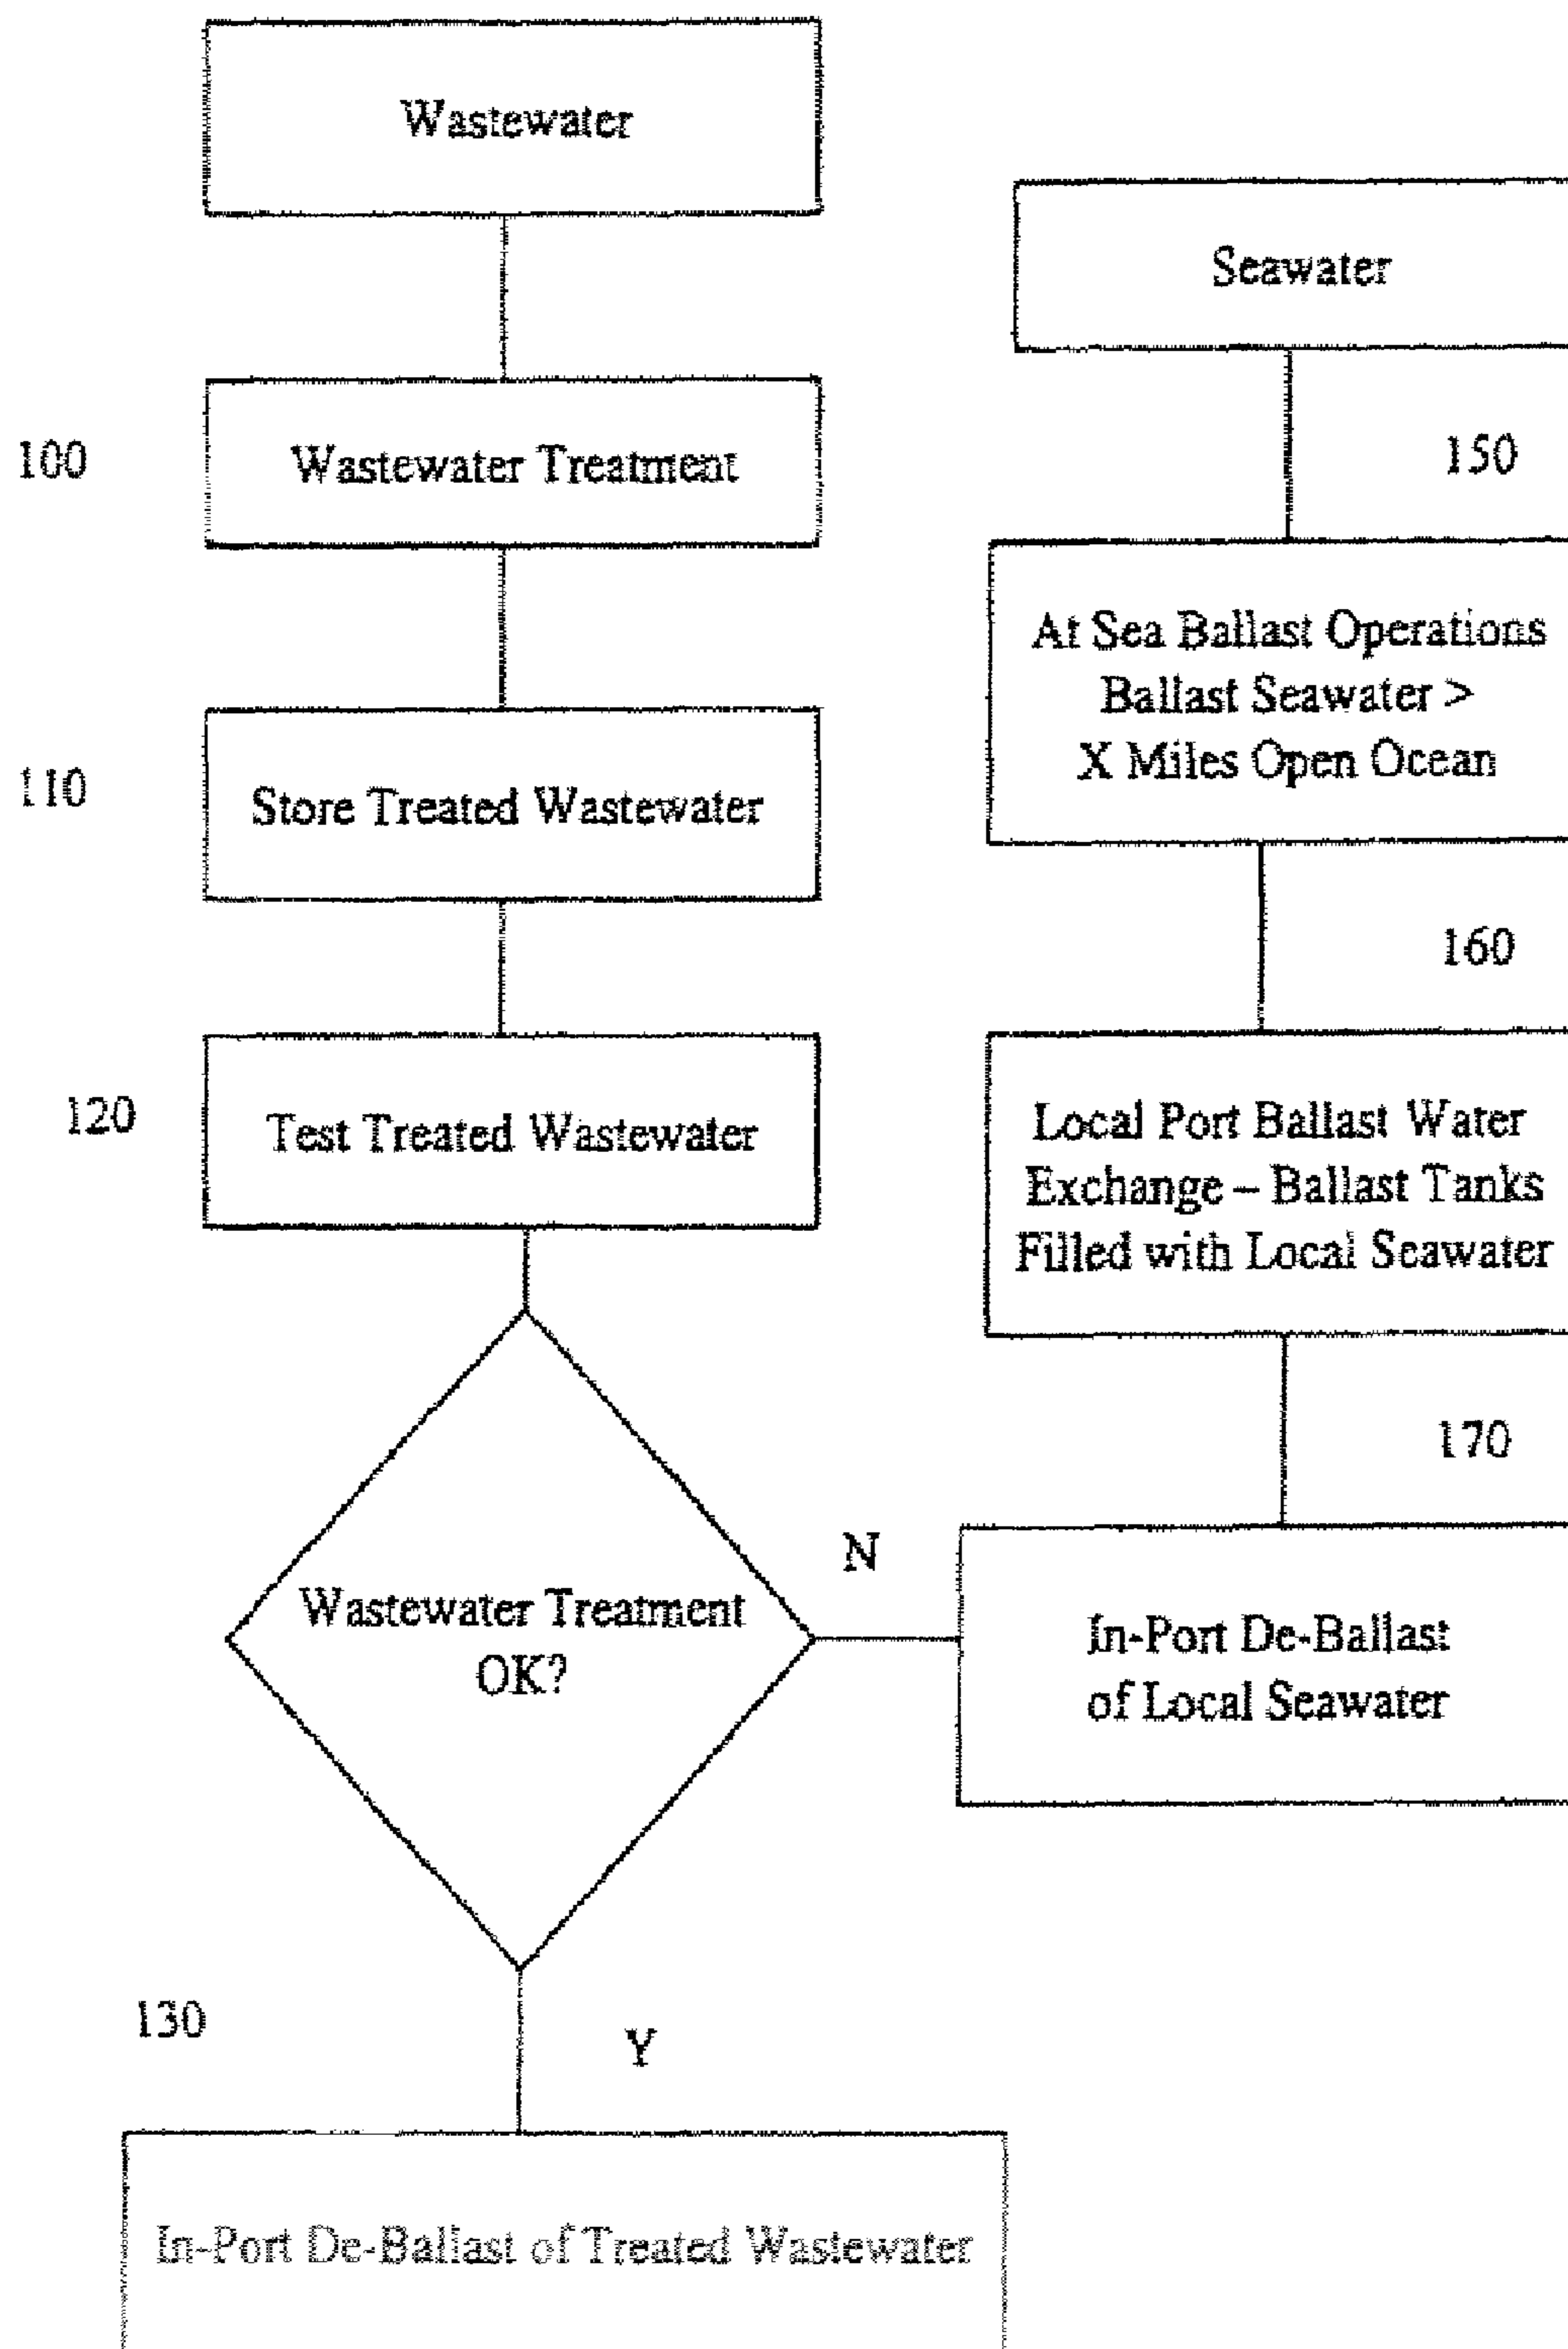 Wastewater
100
Wastewater Treatment
110
Store Treated Wastewater
120
Test Treated Wastewater
Wastewater Treatment
OK?
N
130
Y
In-Port De-Ballast of Treated Wastewater
Seawater
150
At Sea Ballast Operations
Ballast Seawater >
X Miles Open Ocean
160
Local Port Ballast Water
Exchange – Ballast Tanks
Filled with Local Seawater
170
In-Port De-Ballast
of Local Seawater